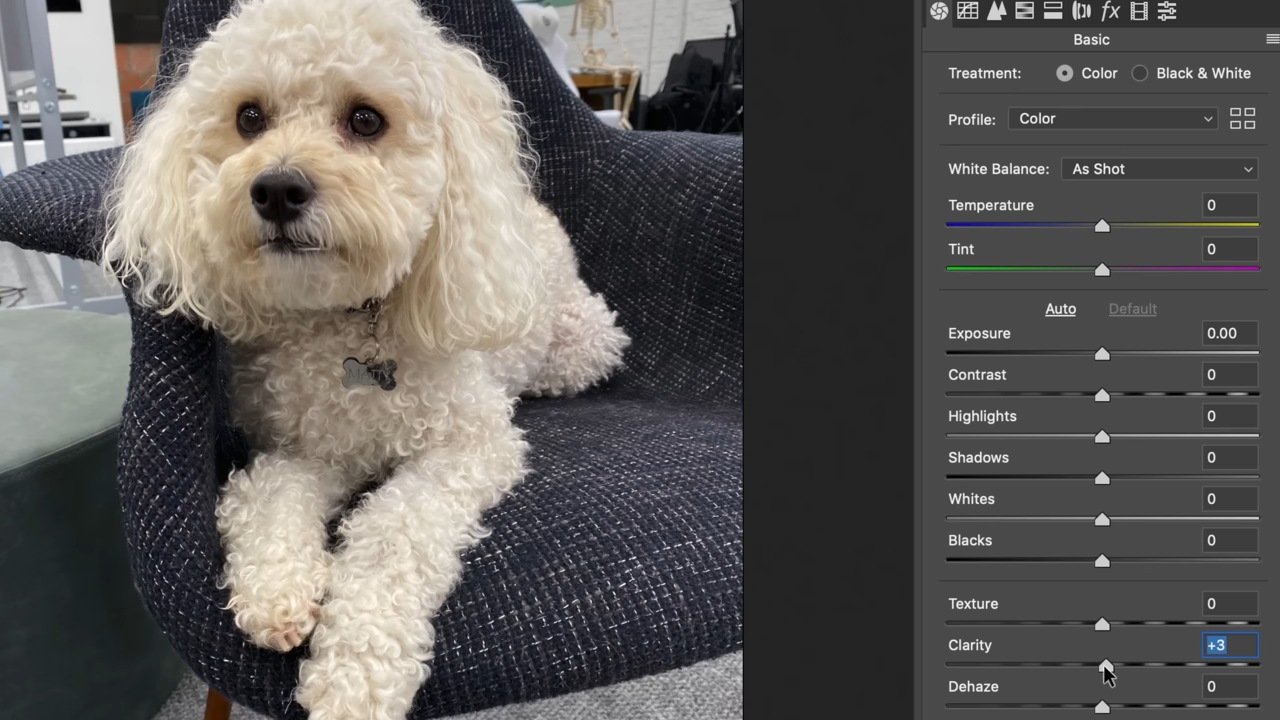 fx
Basic
Treatment: Color Black & White
Profile: Color
White Balance: As Shot
Temperature 0
Tint 0
Auto Default
Exposure 0.00
Contrast 0
Highlights 0
Shadows 0
Whites 0
Blacks 0
Texture 0
Clarity +3
Dehaze 0